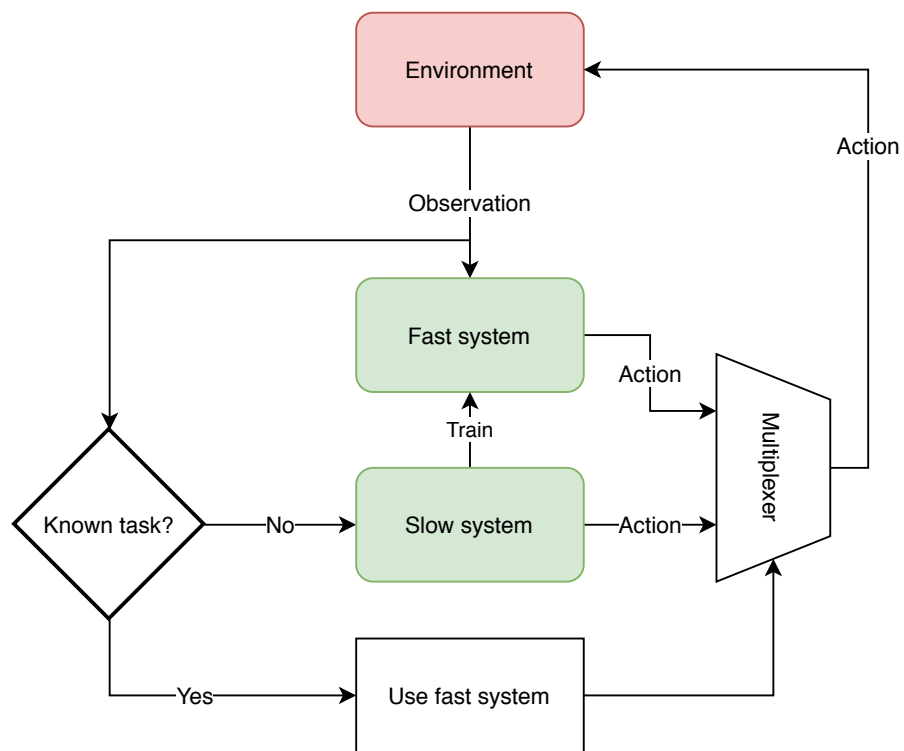 Environment
Action
Observation
Fast system
Action
Train
Multiplexer
Known task?
No
Slow system
Action
Yes
Use fast system